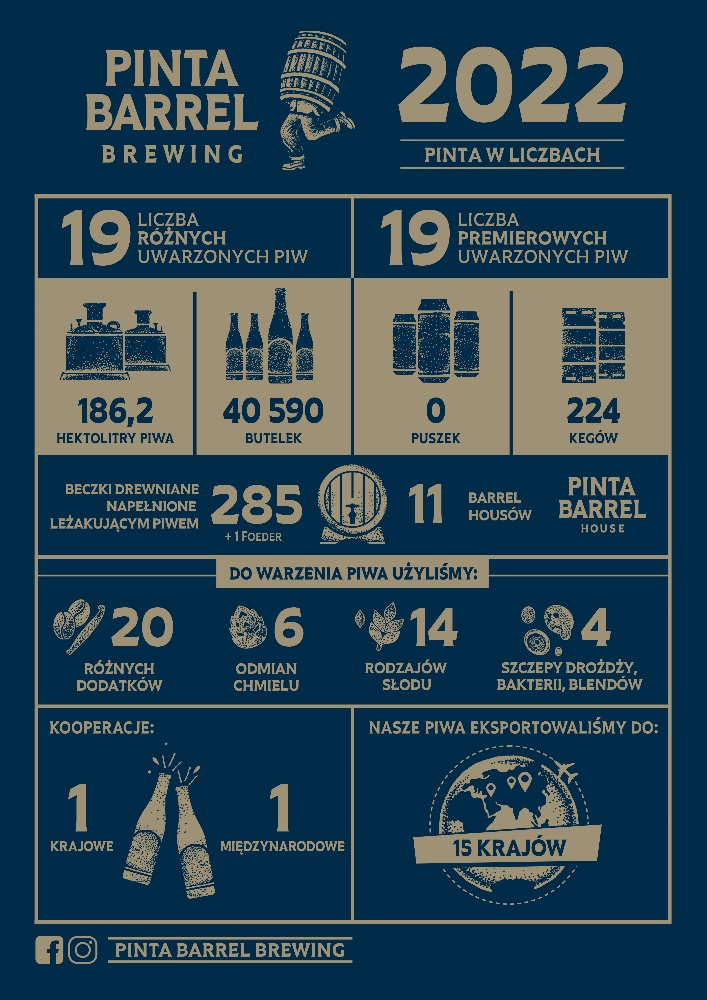 PINTA
BARREL
BREWING
2022
PINTA W LICZBACH
19
LICZBA
RÓŻNYCH
UWARZONYCH PIW
19
LICZBA
PREMIEROWYCH
UWARZONYCH PIW
186,2
HEKTOLITRY PIWA
40 590
BUTELEK
0
PUSZEK
224
KEGÓW
BECZKI DREWNIANE
NAPEŁNIONE
LEŻAKUJĄCYM PIWEM
285
+ 1 FOEDER
11
BARREL
HOUSÓW
PINTA
BARREL
HOUSE
DO WARZENIA PIWA UŻYLIŚMY:
20
RÓŻNYCH
DODATKÓW
6
ODMIAN
CHMIELU
14
RODZAJÓW
SŁODU
4
SZCZEPY DROŻDŻY,
BAKTERII, BLENDÓW
KOOPERACJE:
1
KRAJOWE
1
MIĘDZYNARODOWE
NASZE PIWA EKSPORTOWALIŚMY DO:
15 KRAJÓW
PINTA BARREL BREWING